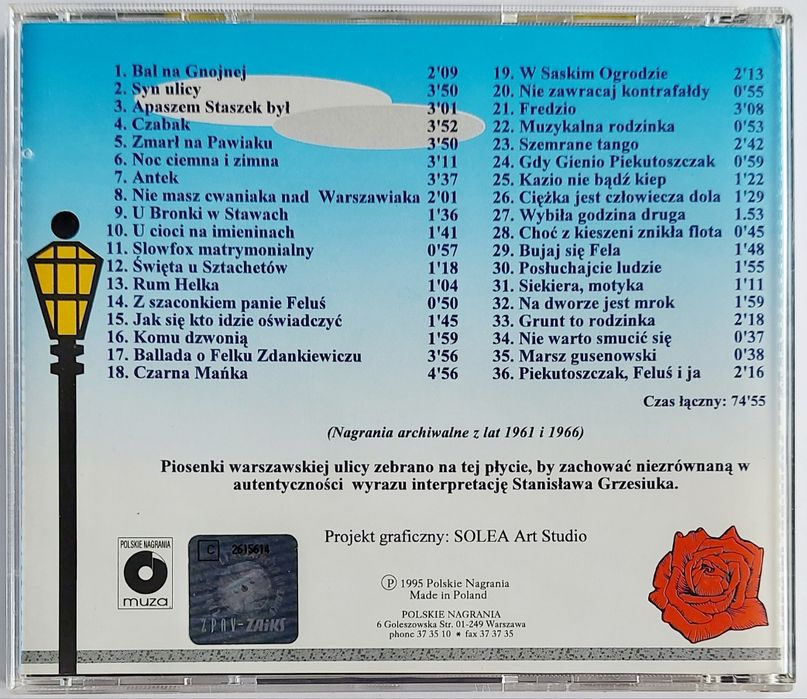 1. Bal na Gnojnej 2'09
2. Syn ulicy 3'50
3. Apaszem Staszek był 3'01
4. Czabak 3'52
5. Zmarł na Pawiaku 3'50
6. Noc ciemna i zimna 3'11
7. Antek 3'37
8. Nie masz cwaniaka nad Warszawiaka 2'01
9. U Bronki w Stawach 1'36
10. U cioci na imieninach 1'41
11. Slowfox matrymonialny 0'57
12. Święta u Sztachetów 1'18
13. Rum Helka 1'04
14. Z szaconkiem panie Feluś 0'50
15. Jak się kto idzie oświadczyć 1'45
16. Komu dzwonią 1'59
17. Ballada o Felku Zdankiewiczu 3'56
18. Czarna Mańka 4'56
19. W Saskim Ogrodzie 2'13
20. Nie zawracaj kontrafałdy 0'55
21. Fredzio 3'08
22. Muzykalna rodzinka 0'53
23. Szemrane tango 2'42
24. Gdy Gienio Piekutoszczak 0'59
25. Kazio nie bądź kiep 1'22
26. Ciężka jest człowiecza dola 1'29
27. Wybiła godzina druga 1.53
28. Choć z kieszeni znikła flota 0'45
29. Bujaj się Fela 1'48
30. Posłuchajcie ludzie 1'55
31. Siekiera, motyka 1'11
32. Na dworze jest mrok 1'59
33. Grunt to rodzinka 2'18
34. Nie warto smucić się 0'37
35. Marsz gusenowski 0'38
36. Piekutoszczak, Feluś i ja 2'16
Czas łączny: 74'55
(Nagrania archiwalne z lat 1961 i 1966)
Piosenki warszawskiej ulicy zebrano na tej płycie, by zachować niezrównaną w
autentyczności wyrazu interpretację Stanisława Grzesiuka.
Projekt graficzny: SOLEA Art Studio
POLSKIE NAGRANIA
muza
C 2615614
ZPAV-ZAiKS
Ⓟ 1995 Polskie Nagrania
Made in Poland
POLSKIE NAGRANIA
6 Goleszowska Str. 01-249 Warszawa
phone 37 35 10 * fax 37 37 35